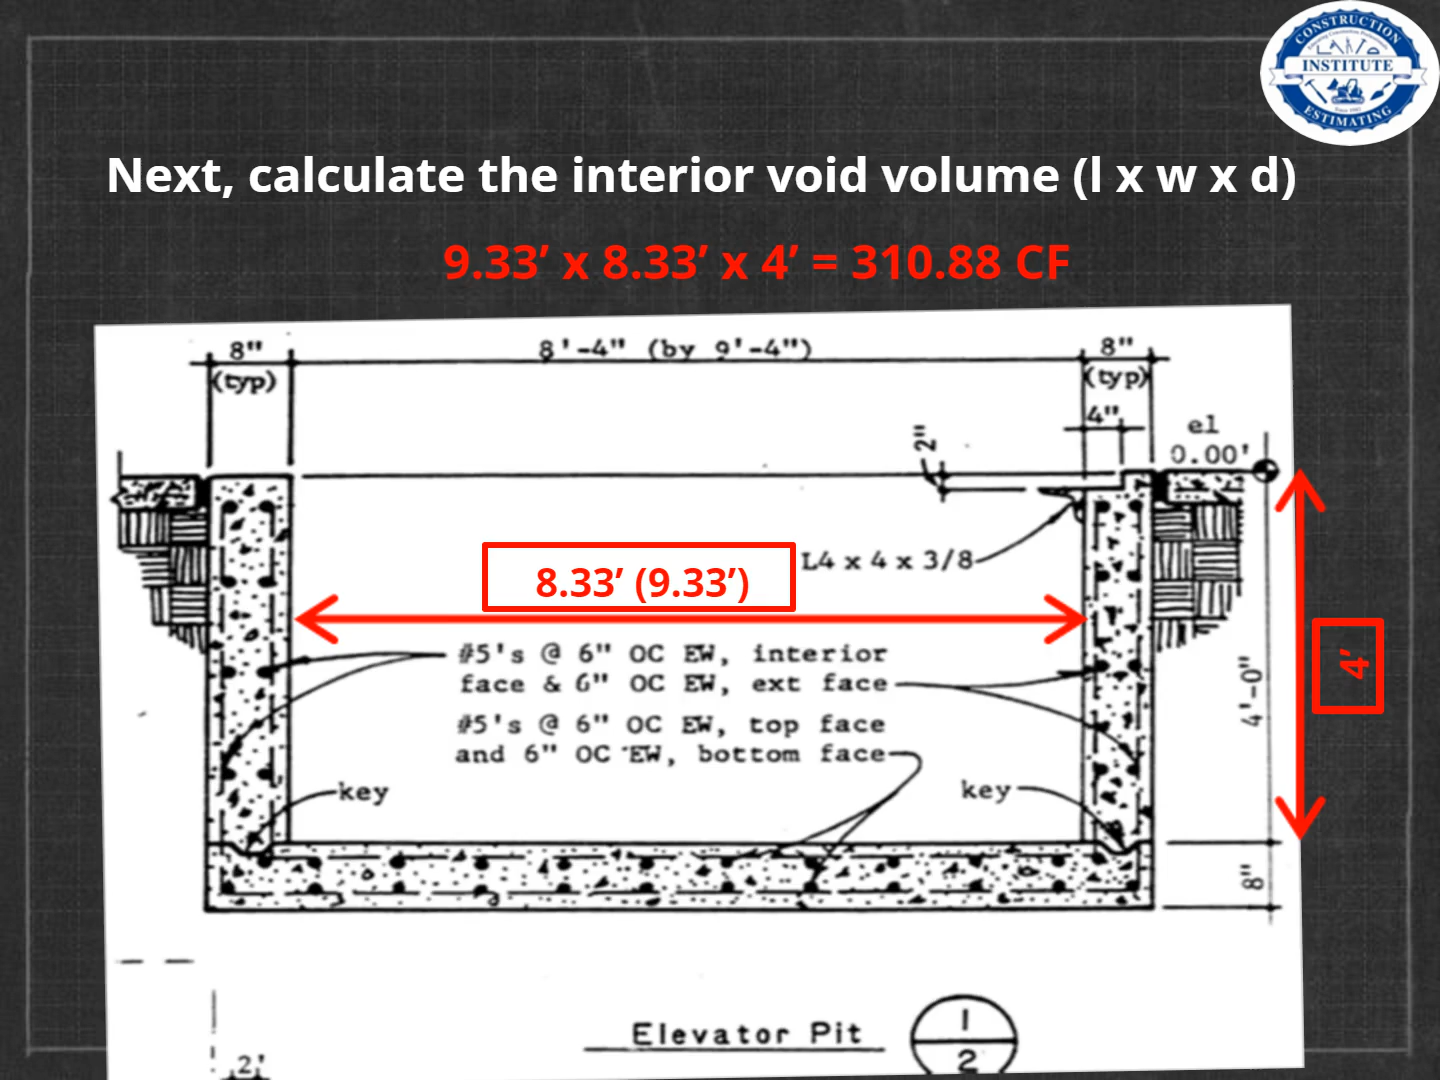 CONSTRUCTION
INSTITUTE
ESTIMATING
Next, calculate the interior void volume (l x w x d)
9.33’ x 8.33’ x 4’ = 310.88 CF
8" 8'-4" (by 9'-4") 8"
(typ) (typ)
4"
2"
el
0.00'
8.33’ (9.33’)
L4 x 4 x 3/8
#5's @ 6" OC EW, interior
face & 6" OC EW, ext face
#5's @ 6" OC EW, top face
and 6" OC EW, bottom face
4'-0"
4’
key key
8"
Elevator Pit
1
2
2'